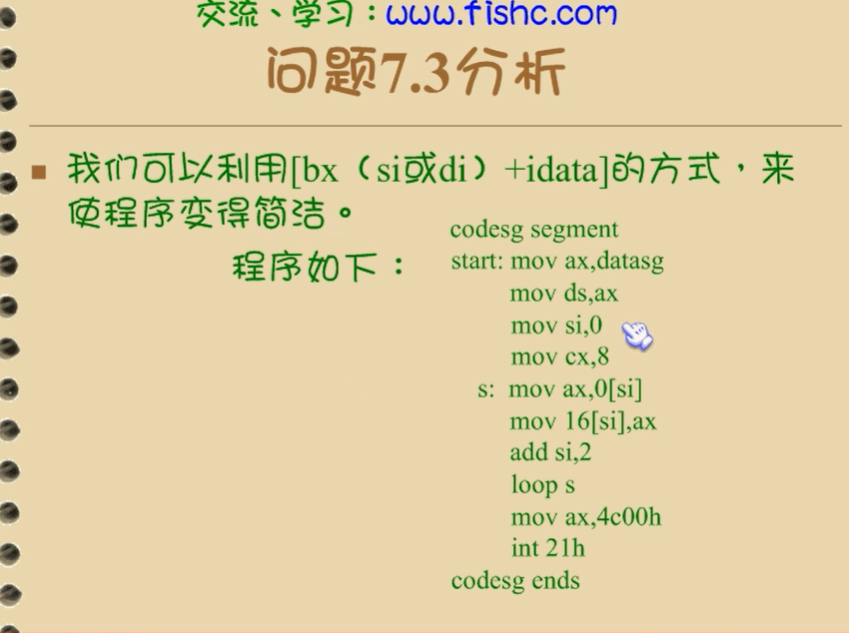 交流、学习：www.fishc.com
问题7.3分析
我们可以利用[bx（si或di）+idata]的方式，来
使程序变得简洁。
程序如下：
codesg segment
start: mov ax,datasg
mov ds,ax
mov si,0
mov cx,8
s: mov ax,0[si]
mov 16[si],ax
add si,2
loop s
mov ax,4c00h
int 21h
codesg ends